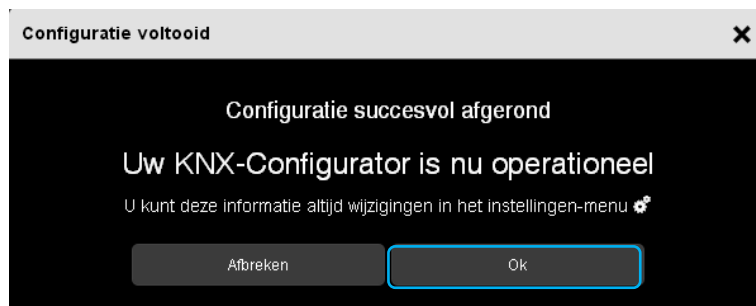 Configuratie voltooid
Configuratie succesvol afgerond
Uw KNX-Configurator is nu operationeel
U kunt deze informatie altijd wijzigingen in het instellingen-menu
Afbreken Ok